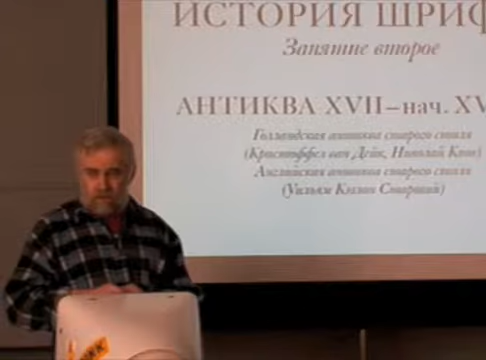 ИСТОРИЯ ШРИФ
Занятие второе
АНТИКВА XVII – нач. XV
Голландская антиква старого стиля
(Кристоффел ван Дейк, Николай Киш)
Английская антиква старого стиля
(Уильям Кэзлон Старший)